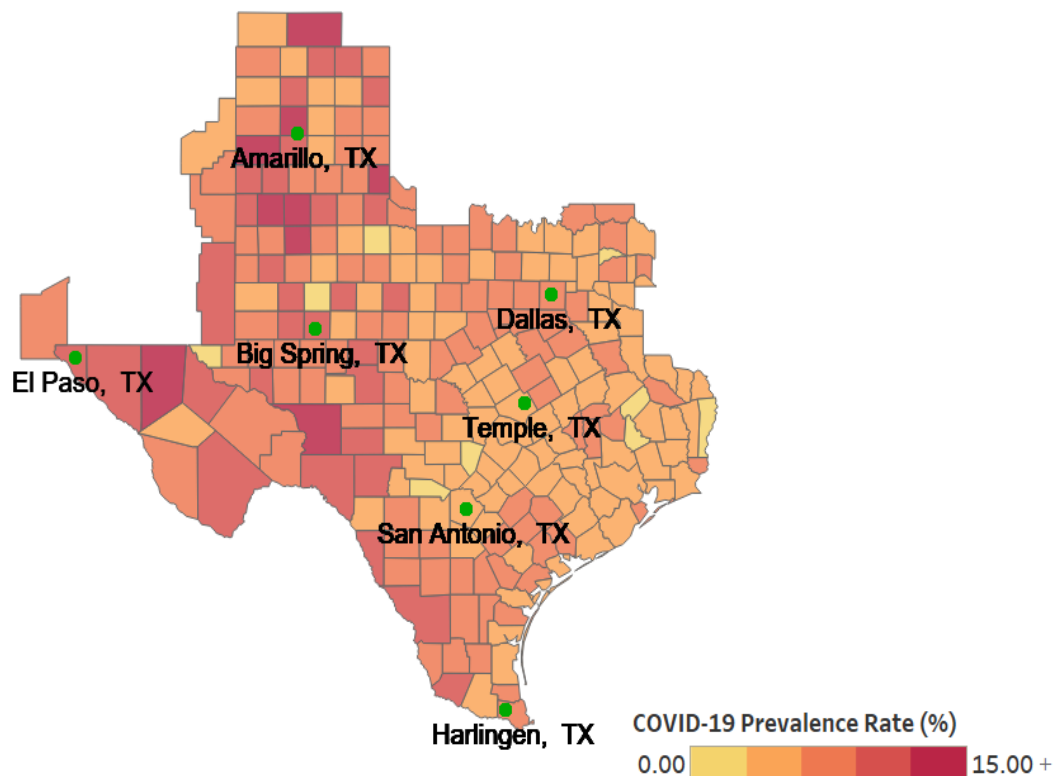 Amarillo, TX
Dallas, TX
Big Spring, TX
El Paso, TX
Temple, TX
San Antonio, TX
Harlingen, TX
COVID-19 Prevalence Rate (%)
0.00 15.00 +